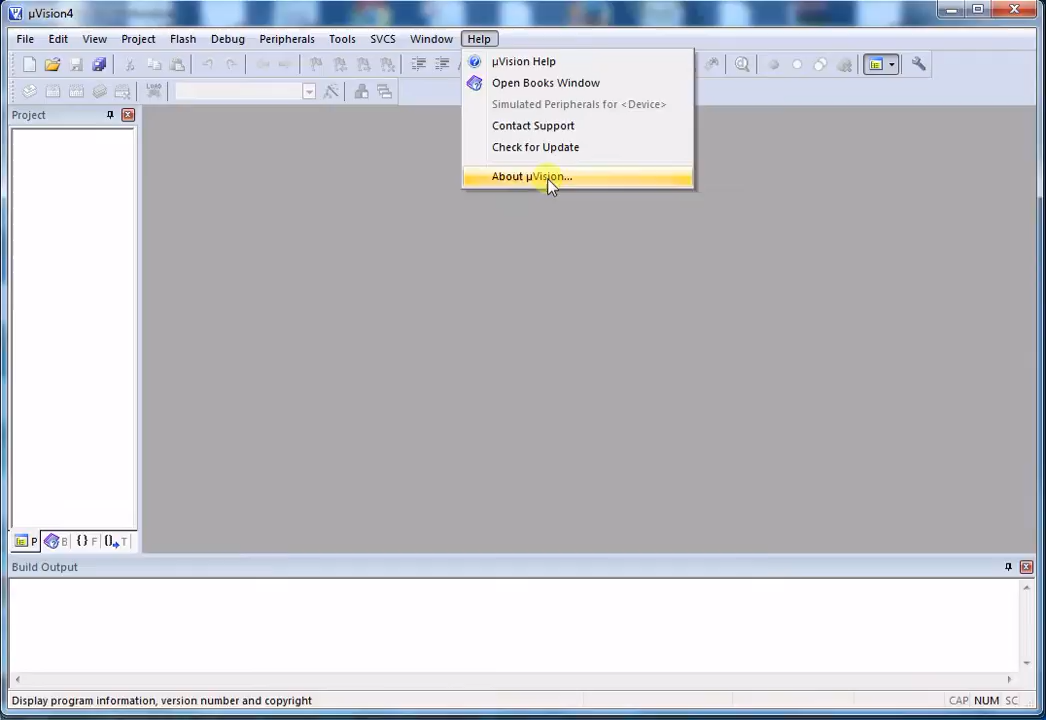 µVision4
File Edit View Project Flash Debug Peripherals Tools SVCS Window Help
µVision Help
Open Books Window
Simulated Peripherals for <Device>
Contact Support
Check for Update
About µVision...
Project
P B {} F T
Build Output
Display program information, version number and copyright CAP NUM SC